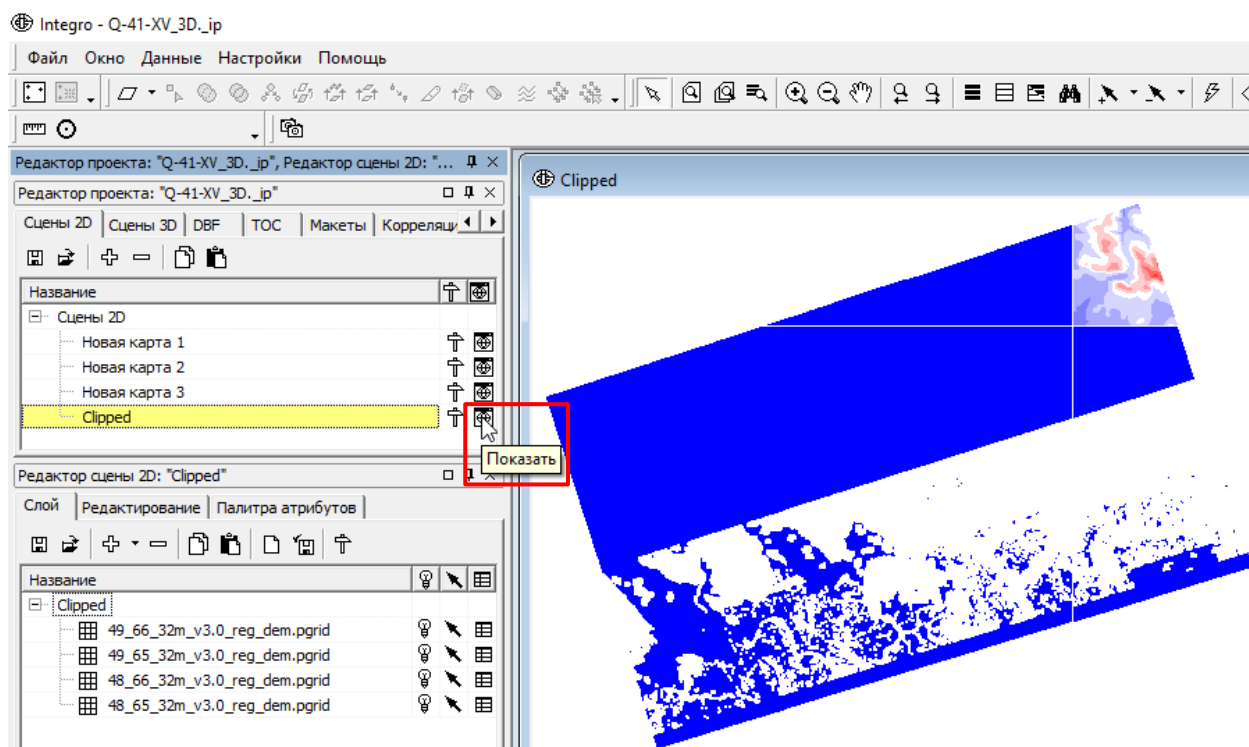 Integro - Q-41-XV_3D._ip
Файл Окно Данные Настройки Помощь
Редактор проекта: "Q-41-XV_3D._ip", Редактор сцены 2D: "...
Редактор проекта: "Q-41-XV_3D._ip"
Сцены 2D Сцены 3D DBF TOC Макеты Корреляци
Название
Сцены 2D
Новая карта 1
Новая карта 2
Новая карта 3
Clipped
Показать
Редактор сцены 2D: "Clipped"
Слой Редактирование Палитра атрибутов
Название
Clipped
49_66_32m_v3.0_reg_dem.pgrid
49_65_32m_v3.0_reg_dem.pgrid
48_66_32m_v3.0_reg_dem.pgrid
48_65_32m_v3.0_reg_dem.pgrid
Clipped